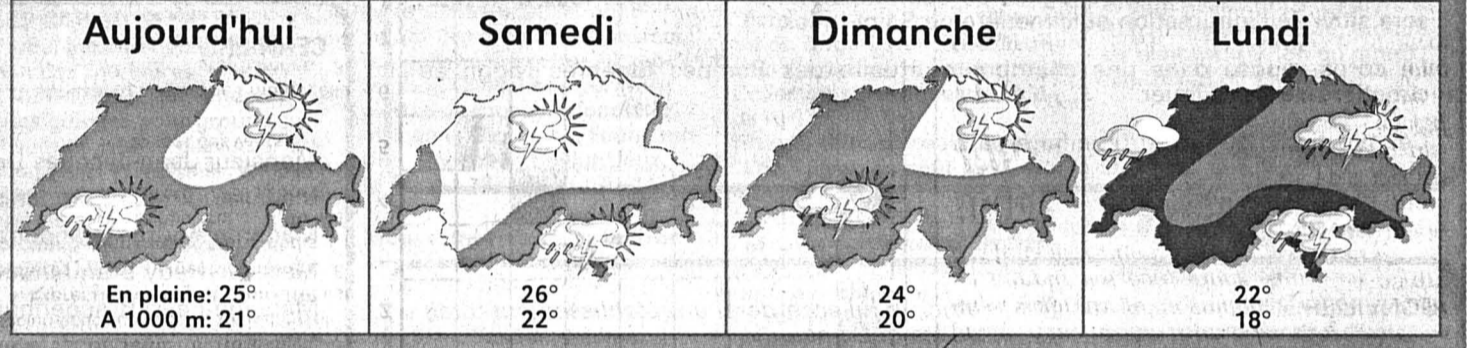 Aujourd'hui
Samedi
Dimanche
Lundi
En plaine: 25°
A 1000 m: 21°
26°
22°
24°
20°
22°
18°